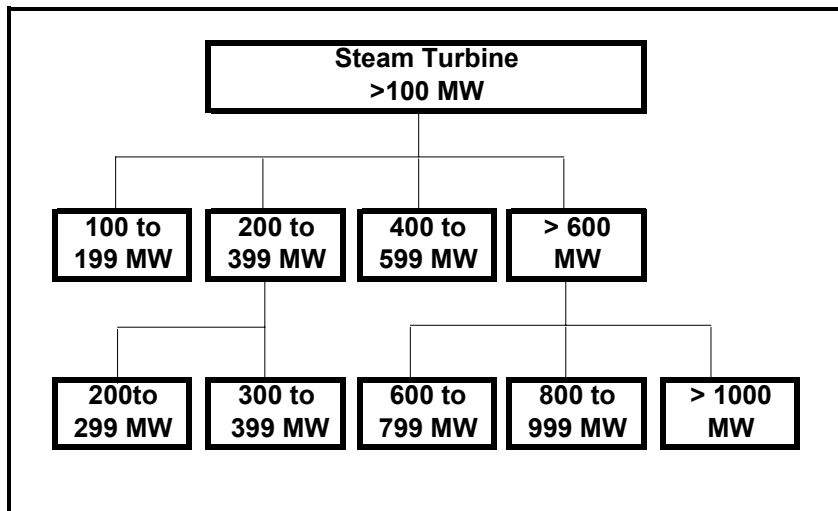 Steam Turbine
>100 MW
100 to
199 MW
200 to
399 MW
400 to
599 MW
> 600
MW
200to
299 MW
300 to
399 MW
600 to
799 MW
800 to
999 MW
> 1000
MW